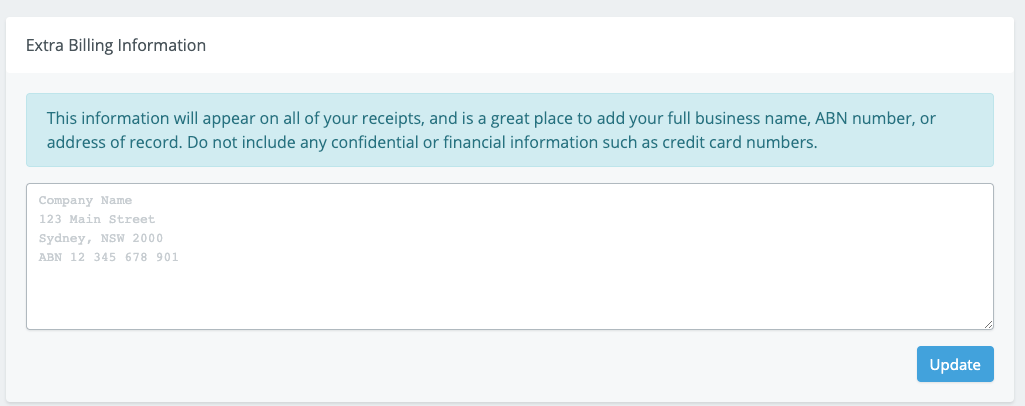 Extra Billing Information
This information will appear on all of your receipts, and is a great place to add your full business name, ABN number, or
address of record. Do not include any confidential or financial information such as credit card numbers.
Company Name
123 Main Street
Sydney, NSW 2000
ABN 12 345 678 901
Update